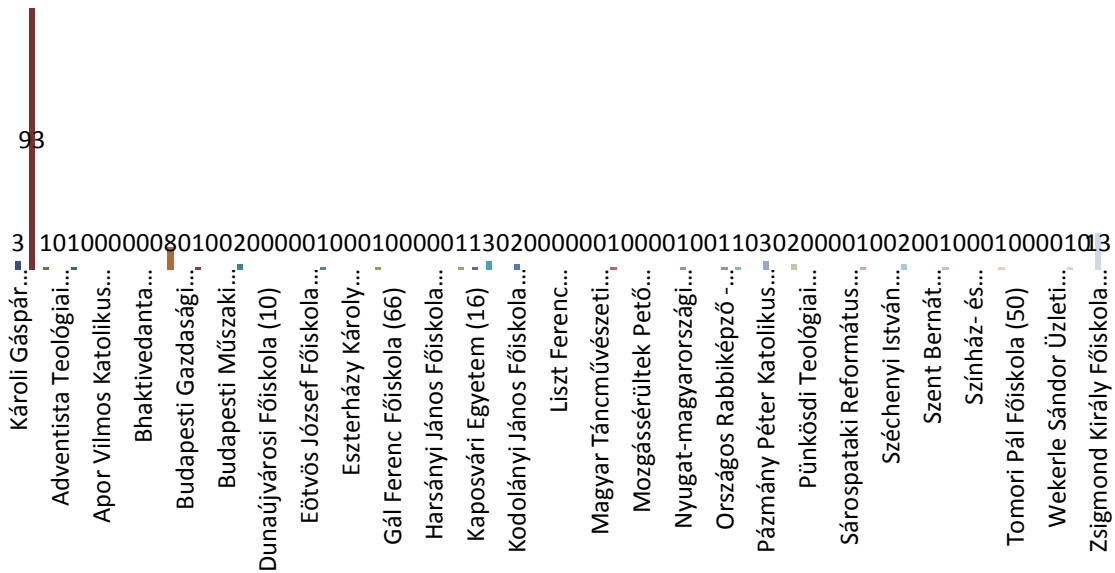 93
3 101000000801002000001000100000113020000001000010011030200001002001000100001013
Károli Gáspár...
Adventista Teológiai...
Apor Vilmos Katolikus...
Bhaktivedanta...
Budapesti Gazdasági...
Budapesti Műszaki...
Dunaújvárosi Főiskola (10)
Eötvös József Főiskola...
Eszterházy Károly...
Gál Ferenc Főiskola (66)
Harsányi János Főiskola...
Kaposvári Egyetem (16)
Kodolányi János Főiskola...
Liszt Ferenc...
Magyar Táncművészeti...
Mozgássérültek Pető...
Nyugat-magyarországi...
Országos Rabbiképző -...
Pázmány Péter Katolikus...
Pünkösdi Teológiai...
Sárospataki Református...
Széchenyi István...
Szent Bernát...
Színház- és...
Tomori Pál Főiskola (50)
Wekerle Sándor Üzleti...
Zsigmond Király Főiskola...